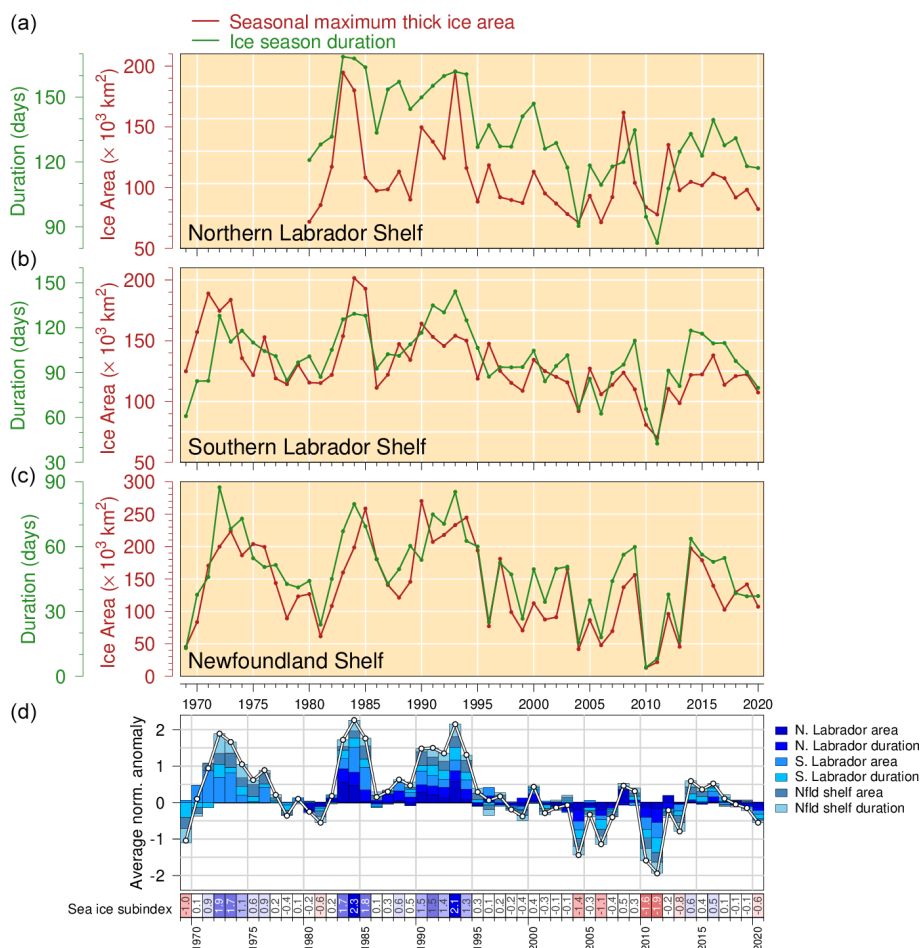 (a)
Seasonal maximum thick ice area
Ice season duration
Duration (days)
150
120
90
Ice Area (× 10³ km²)
200
150
100
50
Northern Labrador Shelf
(b)
Duration (days)
150
120
90
60
30
Ice Area (× 10³ km²)
200
150
100
50
Southern Labrador Shelf
(c)
Duration (days)
90
60
30
0
Ice Area (× 10³ km²)
300
250
200
150
100
50
0
Newfoundland Shelf
1970 1975 1980 1985 1990 1995 2000 2005 2010 2015 2020
(d)
Average norm. anomaly
2
1
0
-1
-2
N. Labrador area
N. Labrador duration
S. Labrador area
S. Labrador duration
Nfld shelf area
Nfld shelf duration
Sea ice subindex
-1.0 0.1 0.9 1.9 1.7 1.1 0.6 0.9 0.2 -0.4 0.1 -0.2 -0.6 0.2 1.7 2.3 1.8 0.1 0.3 0.6 0.5 1.5 1.5 1.4 2.1 1.3 0.3 0.1 0.2 -0.2 -0.4 0.4 -0.3 -0.1 -0.1 -1.4 -0.3 -1.1 -0.4 0.5 0.3 -1.6 -1.9 -0.2 -0.8 0.6 0.4 0.5 0.1 -0.1 -0.1 -0.6
1970 1975 1980 1985 1990 1995 2000 2005 2010 2015 2020